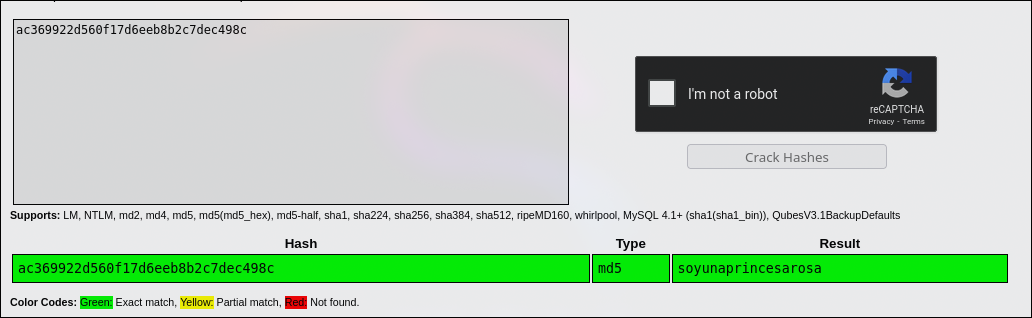 ac369922d560f17d6eeb8b2c7dec498c
I'm not a robot
reCAPTCHA
Privacy - Terms
Crack Hashes
Supports: LM, NTLM, md2, md4, md5, md5(md5_hex), md5-half, sha1, sha224, sha256, sha384, sha512, ripeMD160, whirlpool, MySQL 4.1+ (sha1(sha1_bin)), QubesV3.1BackupDefaults
Hash Type Result
ac369922d560f17d6eeb8b2c7dec498c md5 soyunaprincesarosa
Color Codes: Green: Exact match, Yellow: Partial match, Red: Not found.